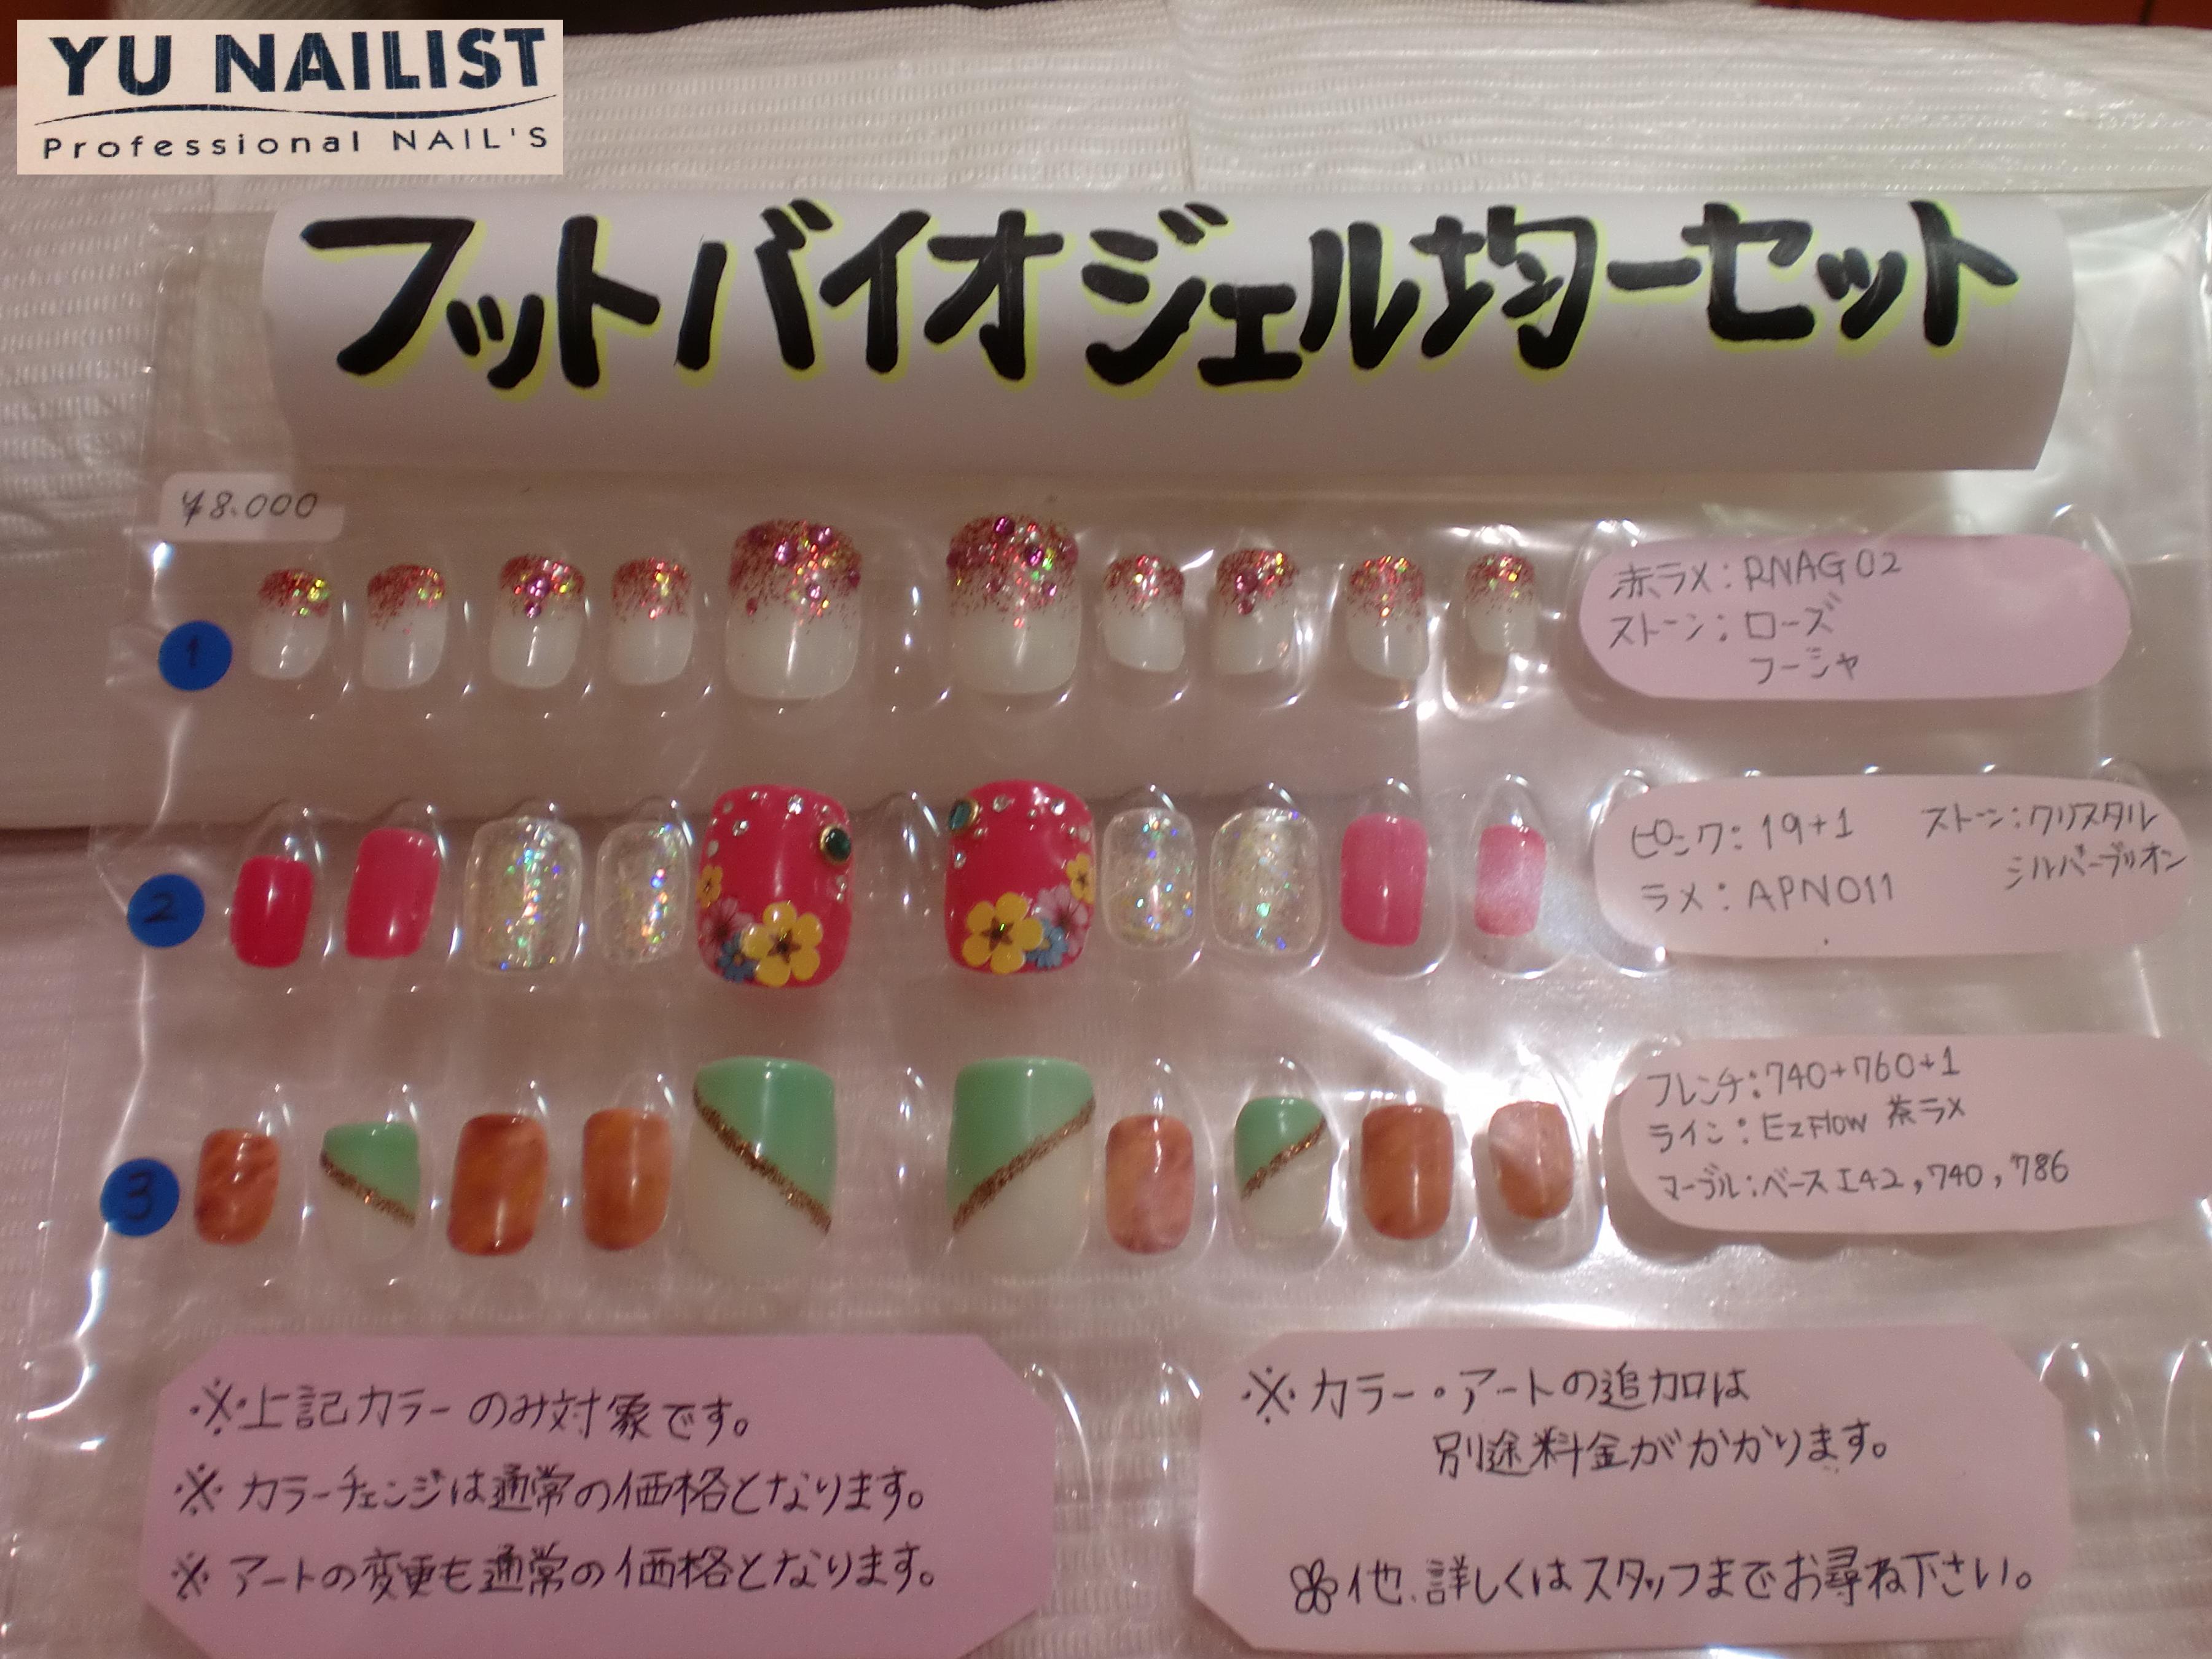 YU NAILIST
Professional NAIL'S
フットバイオジェル均一セット
¥8.000
1
赤ラメ：RNAG02
ストーン：ローズ
フーシャ
2
ピンク：19+1
ラメ：APN011
ストーン：クリスタル
シルバーブリオン
3
フレンチ：740+760+1
ライン：EzFlow 茶ラメ
マーブル：ベースI42,740,786
※上記カラーのみ対象です。
※カラーチェンジは通常の価格となります。
※アートの変更も通常の価格となります。
※カラー・アートの追加は
別途料金がかかります。
他、詳しくはスタッフまでお尋ね下さい。